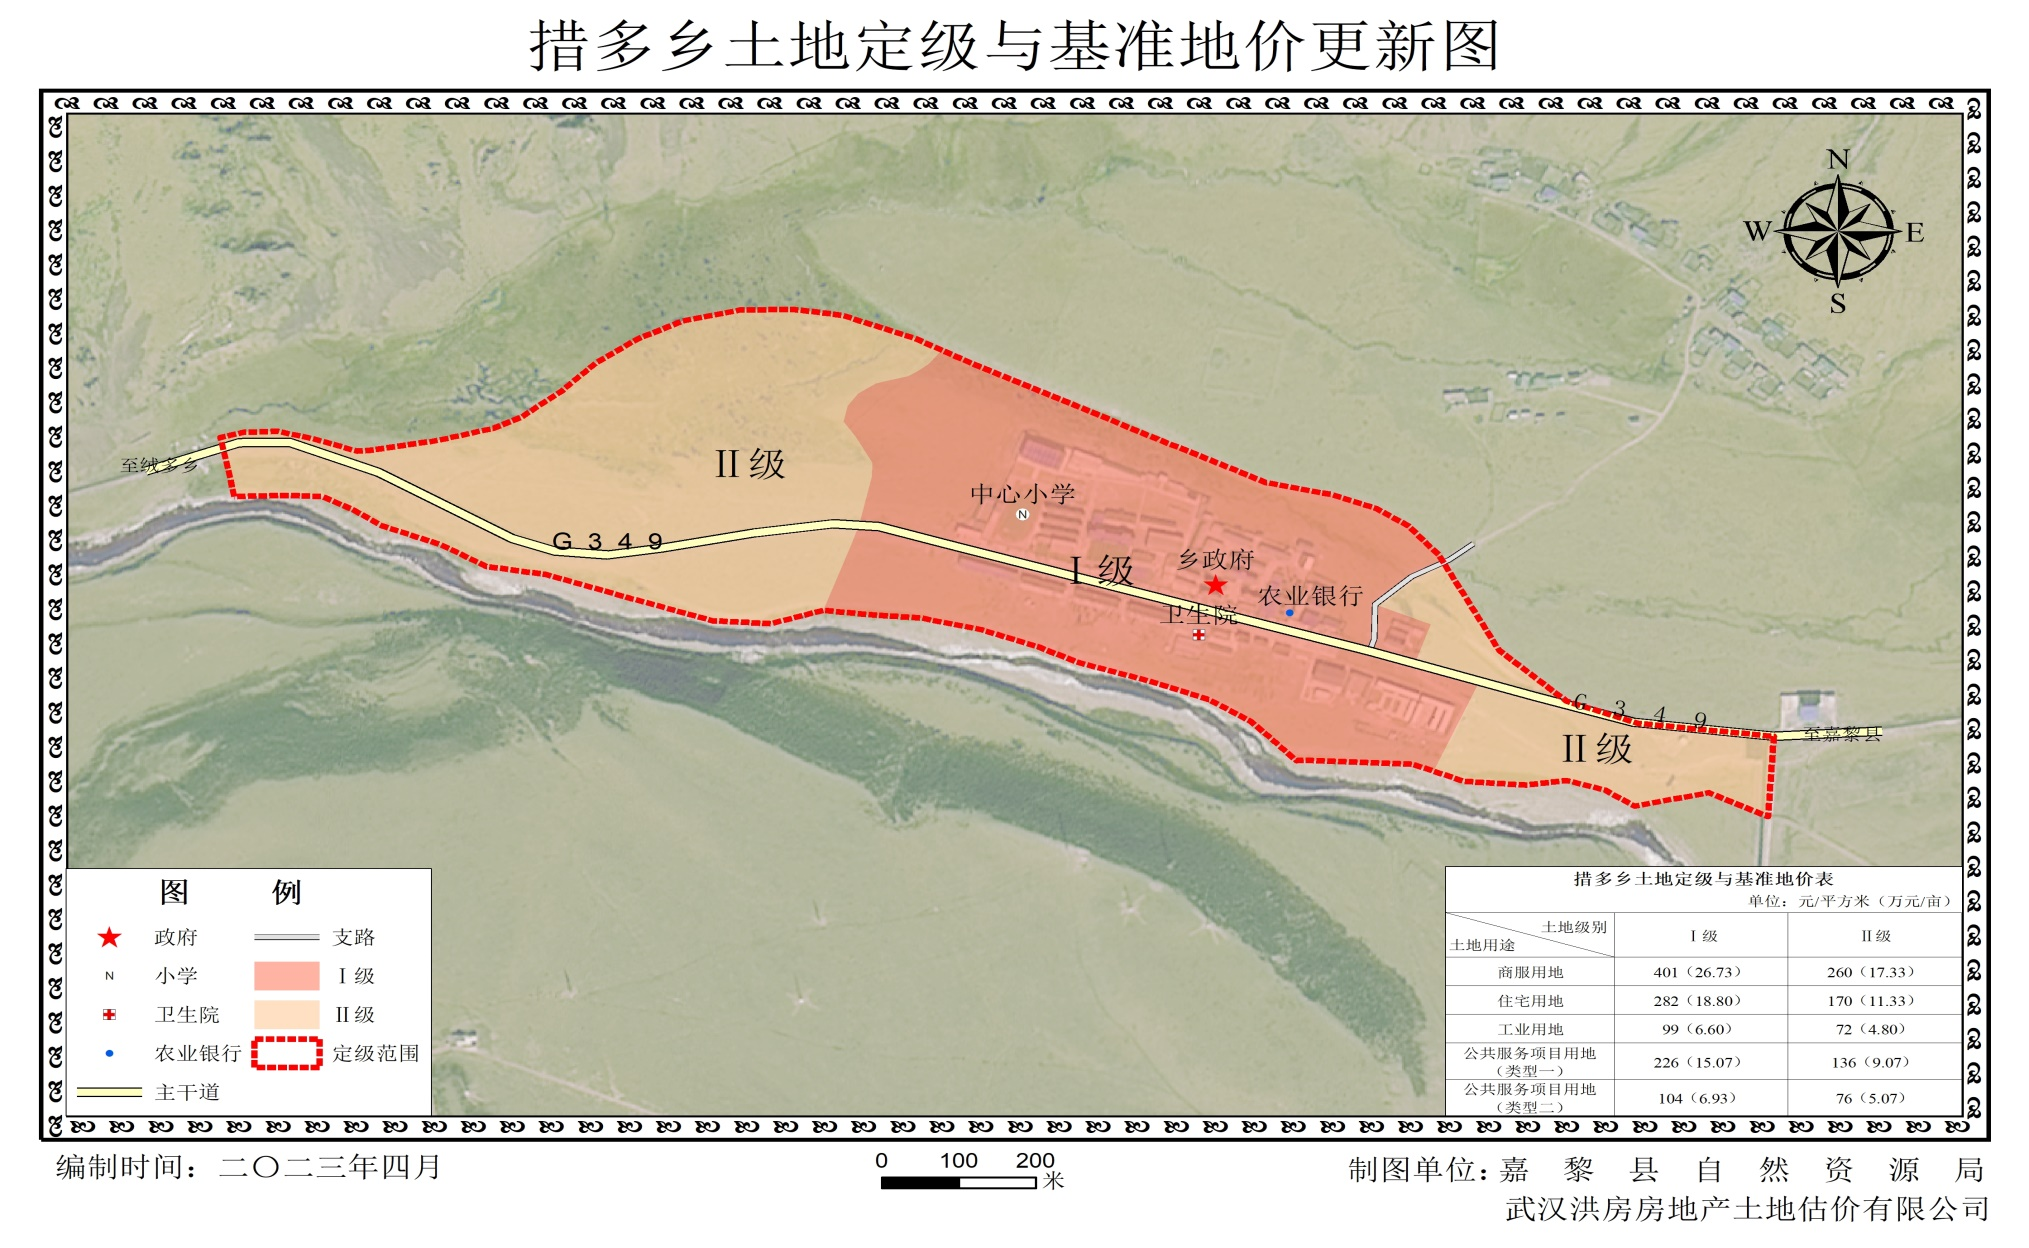 措多乡土地定级与基准地价更新图
N
W
E
S
至绒多乡
II 级
中心小学
N
G 3 4 9
I 级
乡政府
农业银行
卫生院
G 3 4 9
至嘉黎县
II 级
图 例
政府
支路
N
小学
I 级
卫生院
II 级
农业银行
定级范围
主干道
措多乡土地定级与基准地价表
单位：元/平方米（万元/亩）
土地级别
土地用途
I 级
II 级
商服用地
401（26.73）
260（17.33）
住宅用地
282（18.80）
170（11.33）
工业用地
99（6.60）
72（4.80）
公共服务项目用地
（类型一）
226（15.07）
136（9.07）
公共服务项目用地
（类型二）
104（6.93）
76（5.07）
编制时间：二〇二三年四月
0 100 200
米
制图单位：嘉黎县自然资源局
武汉洪房房地产土地估价有限公司